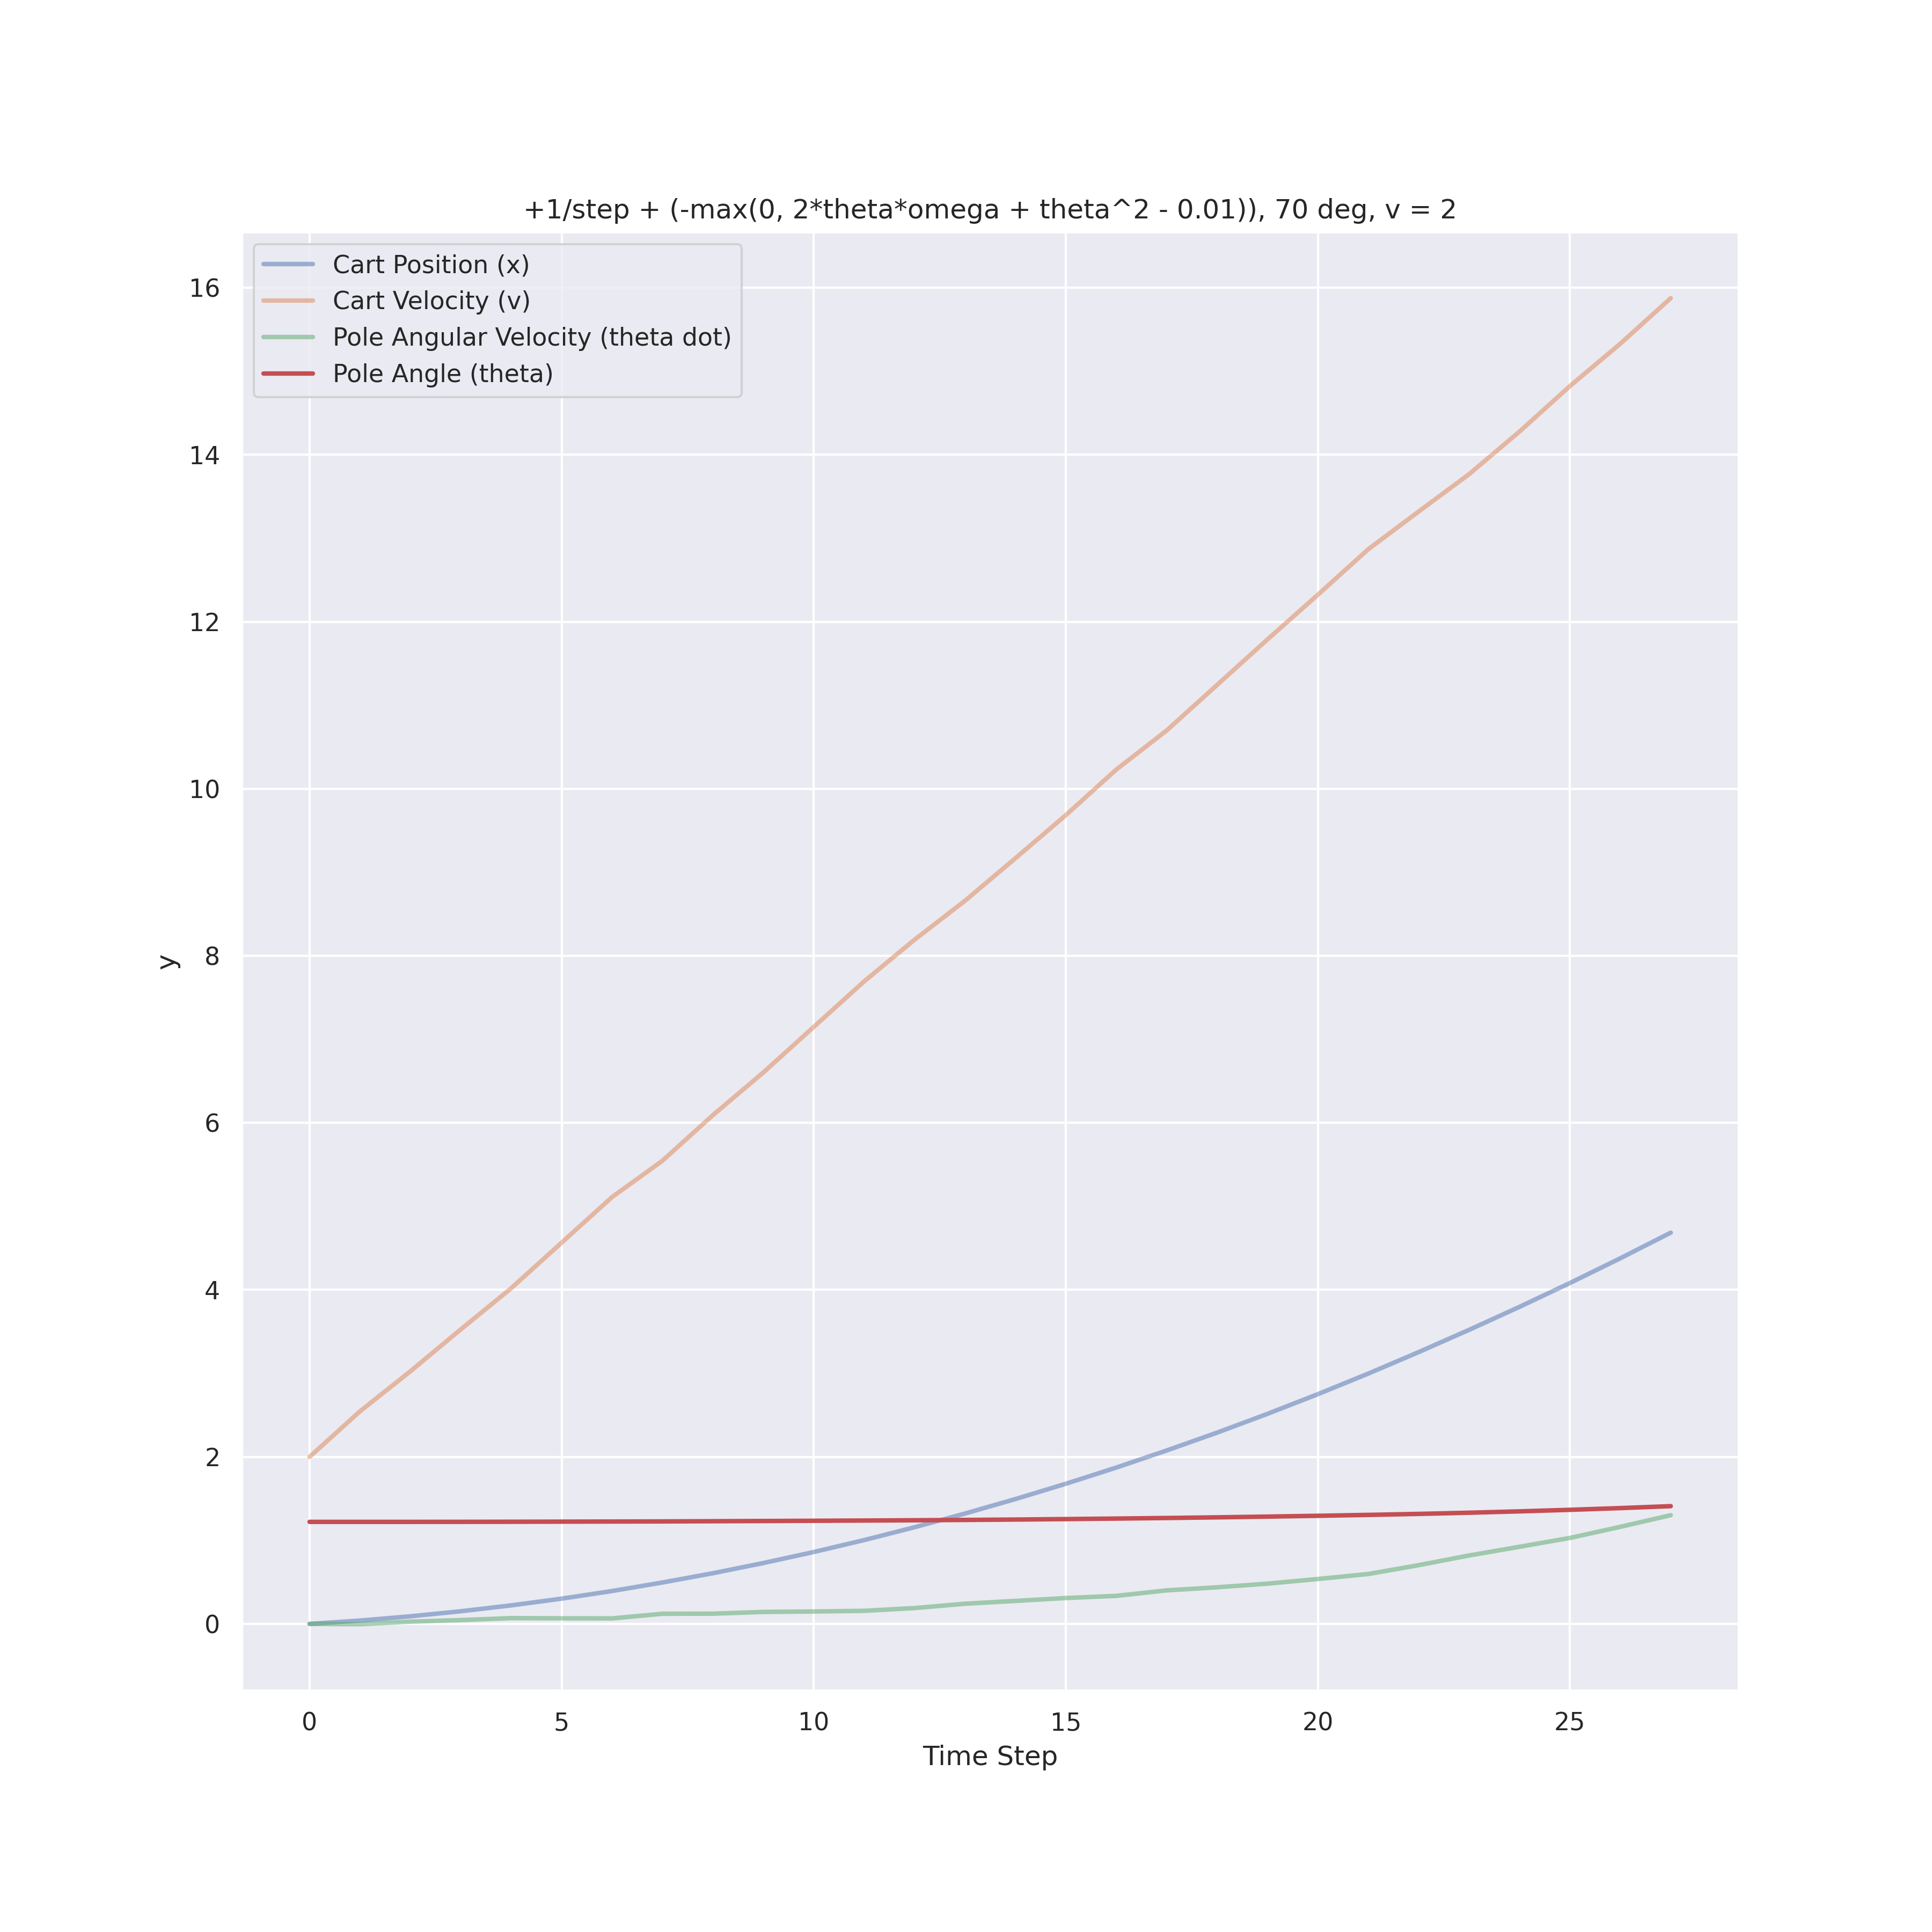 +1/step + (-max(0, 2*theta*omega + theta^2 - 0.01)), 70 deg, v = 2
Cart Position (x)
Cart Velocity (v)
Pole Angular Velocity (theta dot)
Pole Angle (theta)
16
14
12
10
8
6
4
2
0
y
0 5 10 15 20 25
Time Step